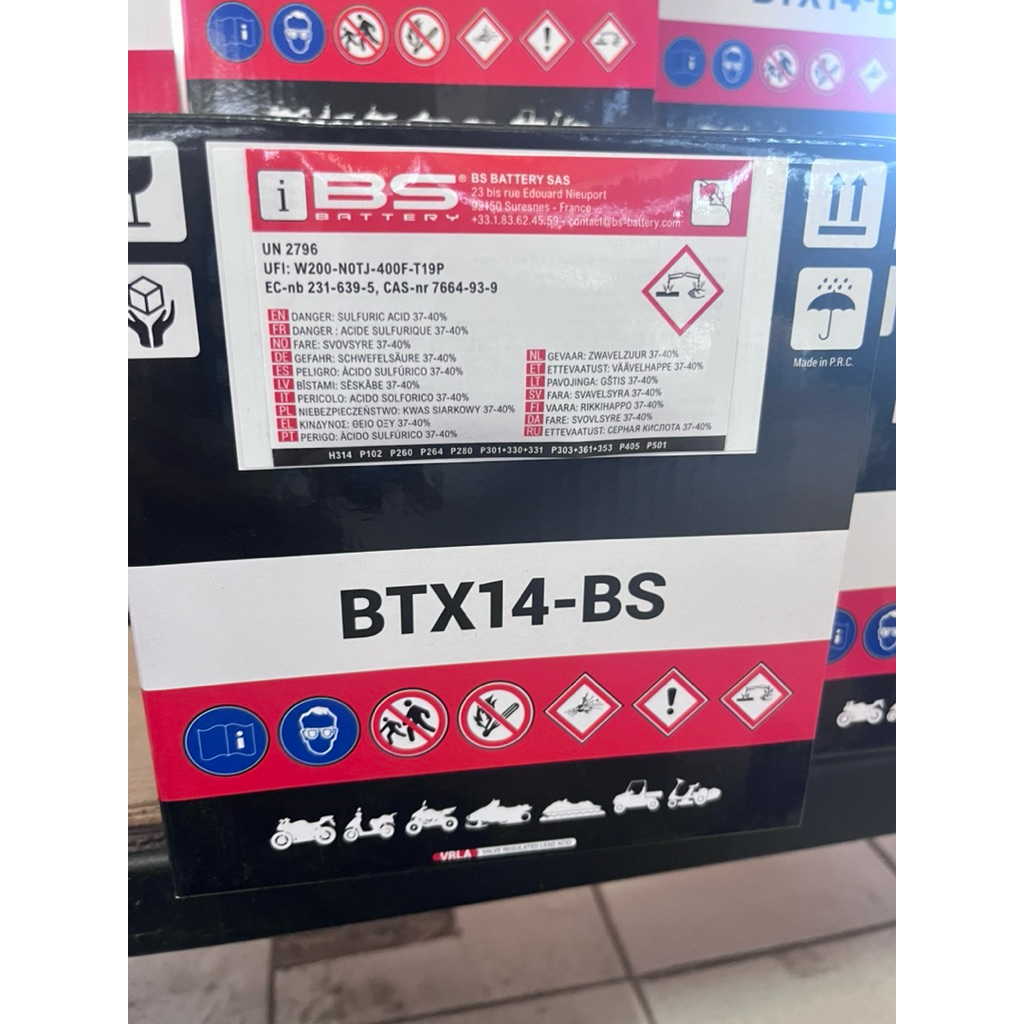 BTX14-B
i BS® BATTERY
BS BATTERY SAS
23 bis rue Edouard Nieuport
92150 Suresnes - France
+33.1.83.62.45.59 - contact@bs-battery.com
UN 2796
UFI: W200-N0TJ-400F-T19P
EC-nb 231-639-5, CAS-nr 7664-93-9
EN DANGER: SULFURIC ACID 37-40%
FR DANGER : ACIDE SULFURIQUE 37-40%
NO FARE: SVOVSYRE 37-40%
DE GEFAHR: SCHWEFELSÄURE 37-40%
ES PELIGRO: ÁCIDO SULFÚRICO 37-40%
LV BĪSTAMI: SĒSKĀBE 37-40%
IT PERICOLO: ACIDO SOLFORICO 37-40%
PL NIEBEZPIECZEŃSTWO: KWAS SIARKOWY 37-40%
EL ΚΙΝΔΥΝΟΣ: ΘΕΙΟ ΟΞΥ 37-40%
PT PERIGO: ÁCIDO SULFÚRICO 37-40%
NL GEVAAR: ZWAVELZUUR 37-40%
ET ETTEVAATUST: VÄÄVELHAPPE 37-40%
LT PAVOJINGA: GŠTIS 37-40%
SV FARA: SVAVELSYRA 37-40%
FI VAARA: RIKKIHAPPO 37-40%
DA FARE: SVOVLSYRE 37-40%
RU ETTEVAATUST: СЕРНАЯ КИСЛОТА 37-40%
H314 P102 P260 P264 P280 P301+330+331 P303+361+353 P405 P501
Made in P.R.C.
BTX14-BS
VRLA VALVE REGULATED LEAD ACID